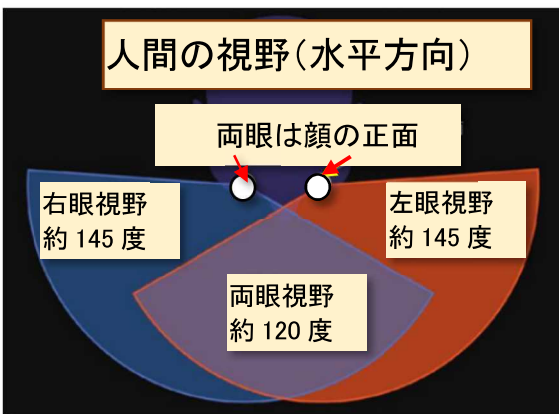 人間の視野（水平方向）
両眼は顔の正面
右眼視野
約 145 度
左眼視野
約 145 度
両眼視野
約 120 度